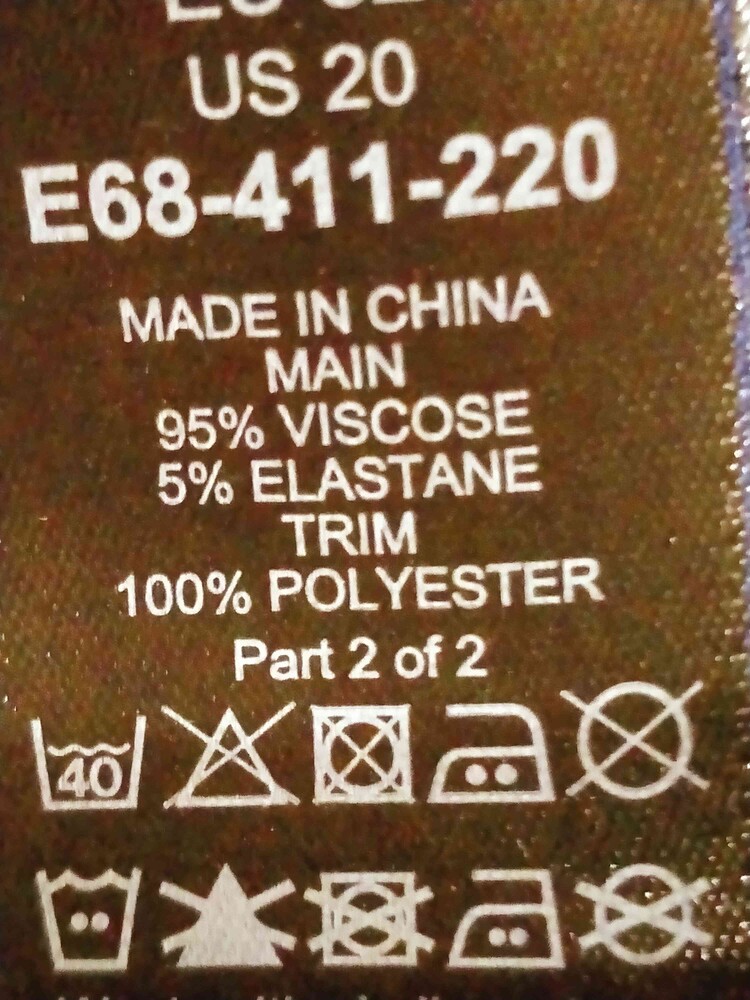 US 20
E68-411-220
MADE IN CHINA
MAIN
95% VISCOSE
5% ELASTANE
TRIM
100% POLYESTER
Part 2 of 2
40